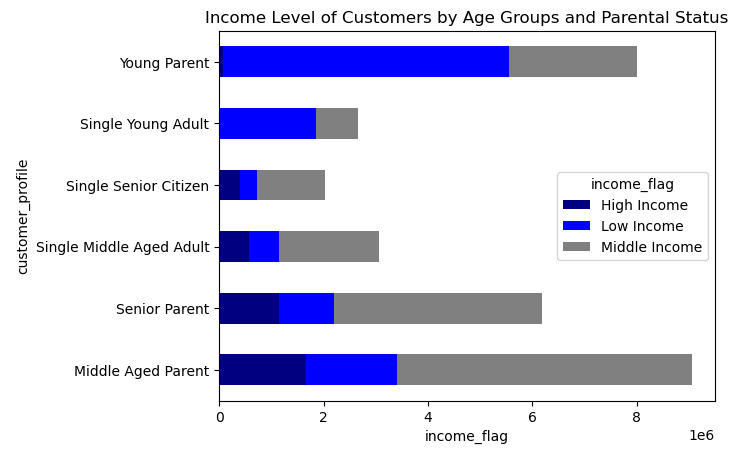 Income Level of Customers by Age Groups and Parental Status
customer_profile
Young Parent
Single Young Adult
Single Senior Citizen
Single Middle Aged Adult
Senior Parent
Middle Aged Parent
income_flag
High Income
Low Income
Middle Income
0 2 4 6 8
1e6
income_flag